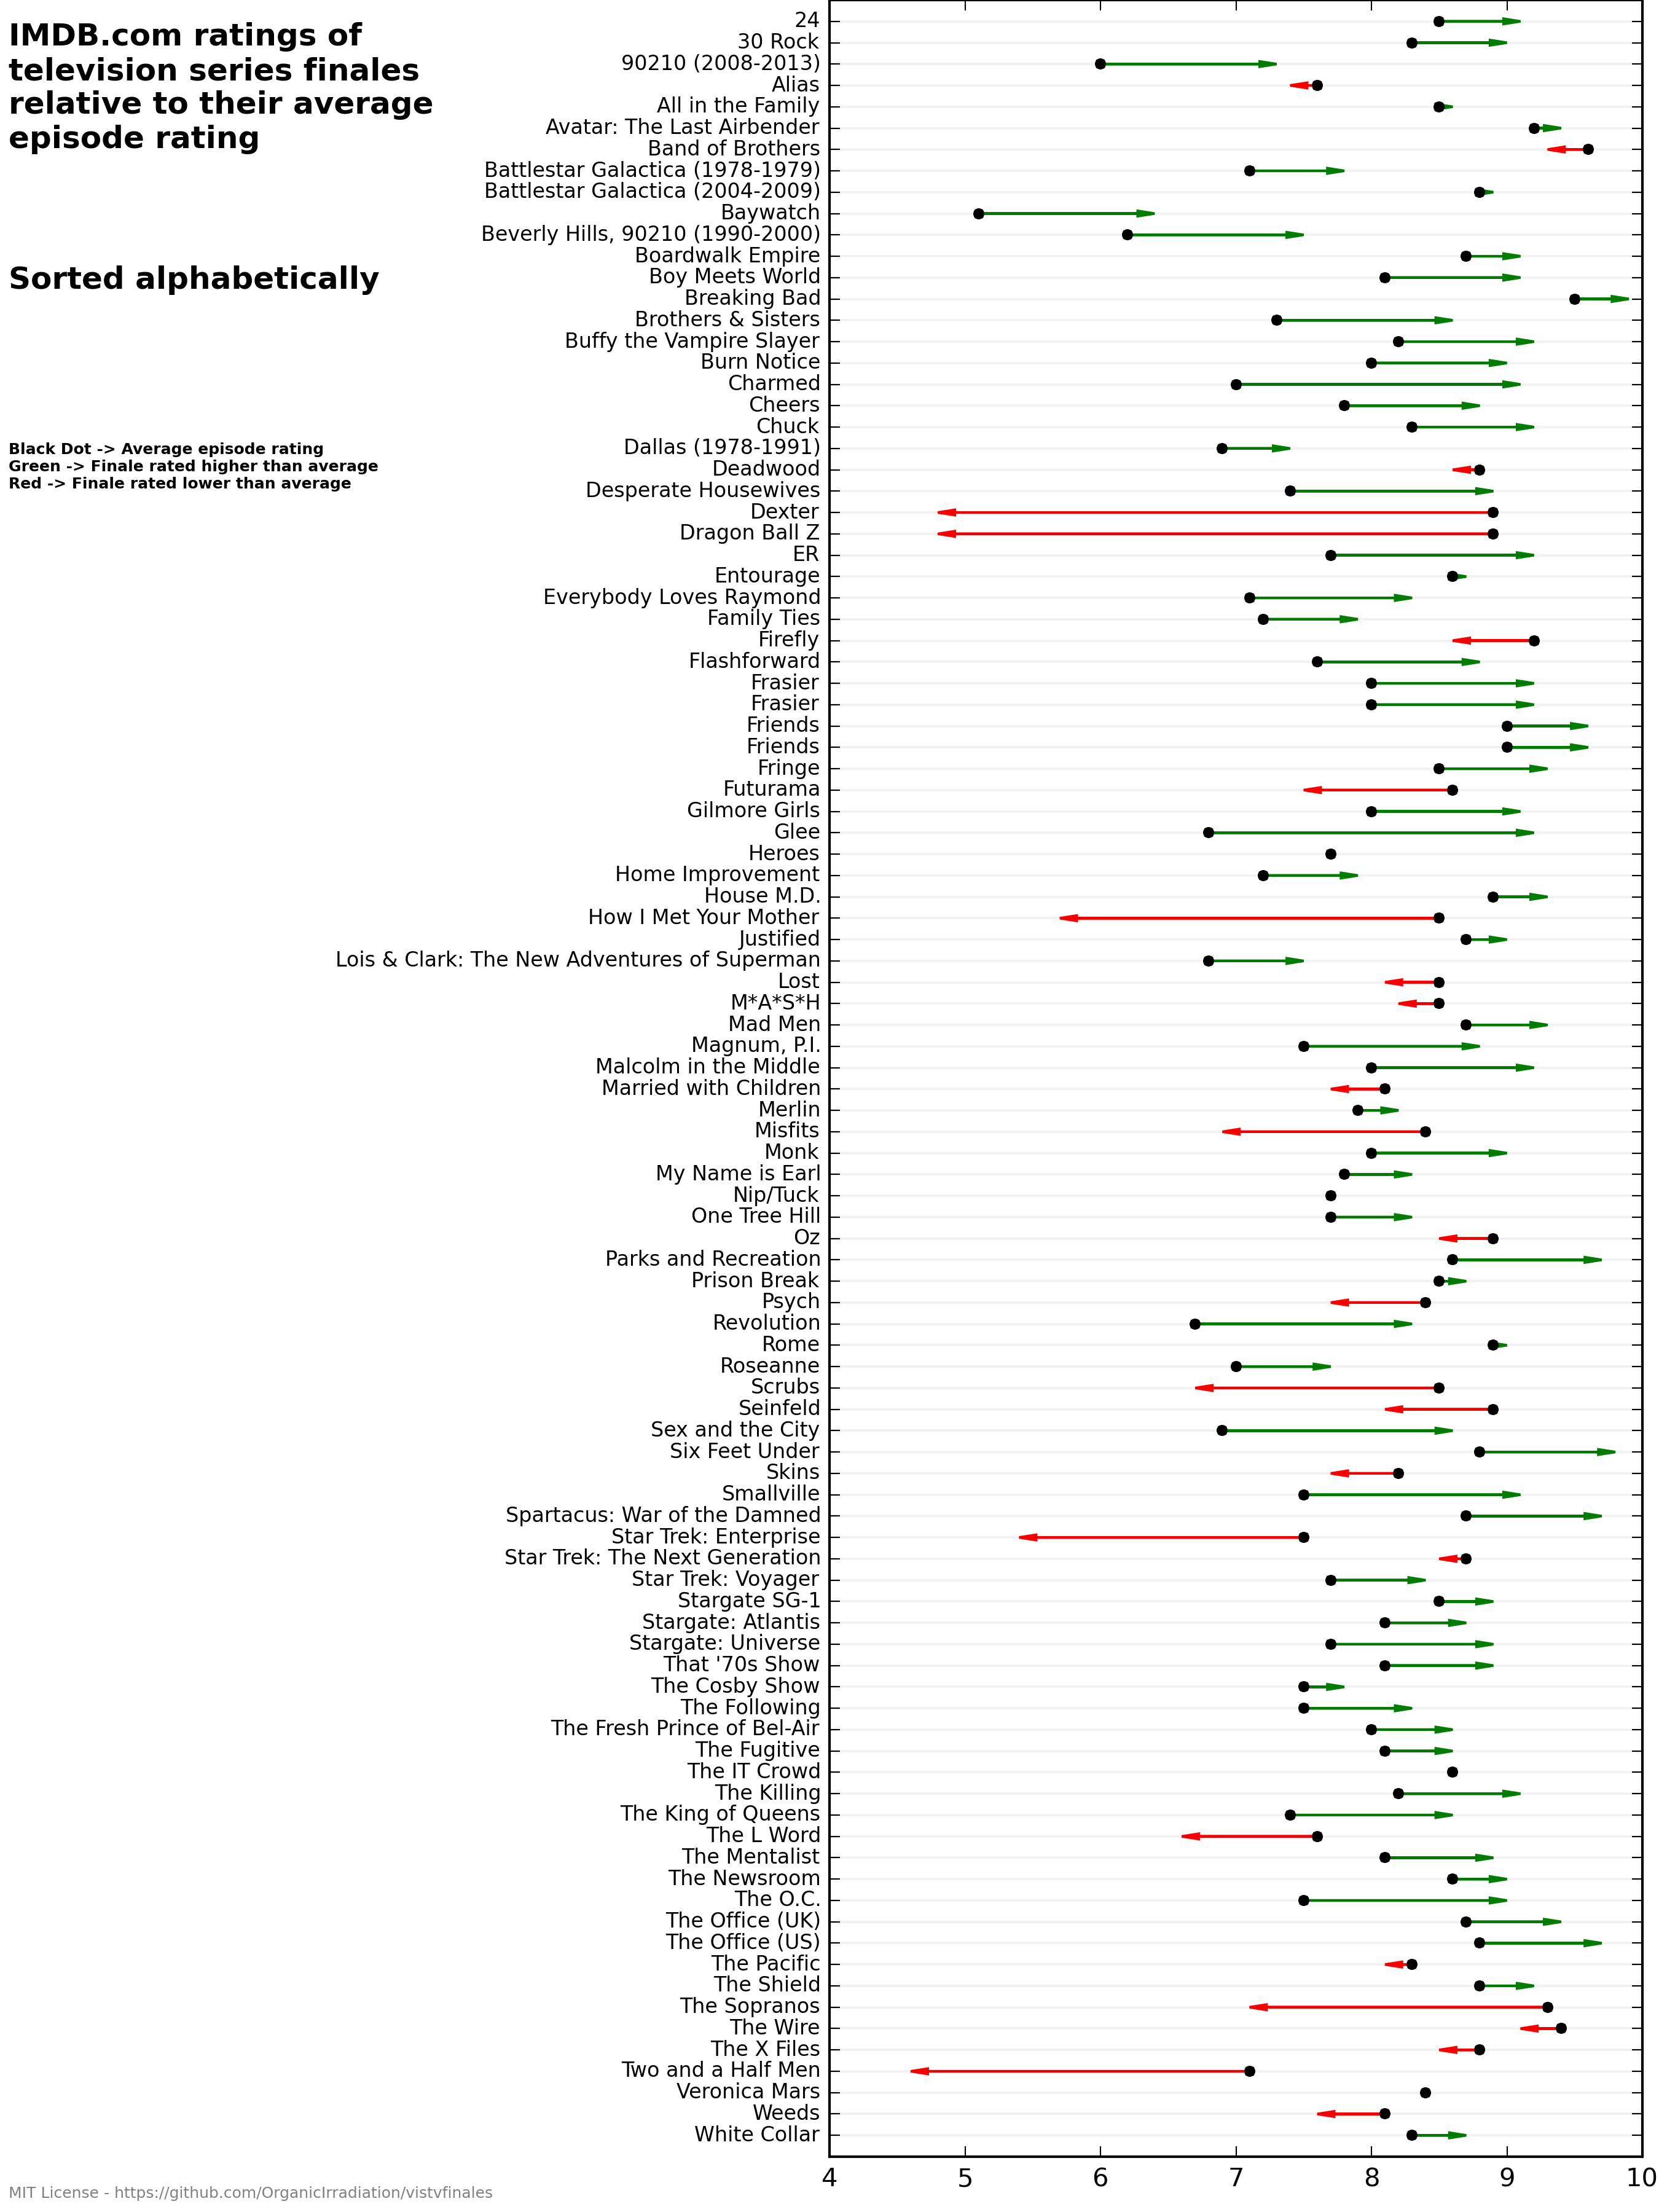 IMDB.com ratings of
television series finales
relative to their average
episode rating
Sorted alphabetically
Black Dot -> Average episode rating
Green -> Finale rated higher than average
Red -> Finale rated lower than average
24
30 Rock
90210 (2008-2013)
Alias
All in the Family
Avatar: The Last Airbender
Band of Brothers
Battlestar Galactica (1978-1979)
Battlestar Galactica (2004-2009)
Baywatch
Beverly Hills, 90210 (1990-2000)
Boardwalk Empire
Boy Meets World
Breaking Bad
Brothers & Sisters
Buffy the Vampire Slayer
Burn Notice
Charmed
Cheers
Chuck
Dallas (1978-1991)
Deadwood
Desperate Housewives
Dexter
Dragon Ball Z
ER
Entourage
Everybody Loves Raymond
Family Ties
Firefly
Flashforward
Frasier
Frasier
Friends
Friends
Fringe
Futurama
Gilmore Girls
Glee
Heroes
Home Improvement
House M.D.
How I Met Your Mother
Justified
Lois & Clark: The New Adventures of Superman
Lost
M*A*S*H
Mad Men
Magnum, P.I.
Malcolm in the Middle
Married with Children
Merlin
Misfits
Monk
My Name is Earl
Nip/Tuck
One Tree Hill
Oz
Parks and Recreation
Prison Break
Psych
Revolution
Rome
Roseanne
Scrubs
Seinfeld
Sex and the City
Six Feet Under
Skins
Smallville
Spartacus: War of the Damned
Star Trek: Enterprise
Star Trek: The Next Generation
Star Trek: Voyager
Stargate SG-1
Stargate: Atlantis
Stargate: Universe
That '70s Show
The Cosby Show
The Following
The Fresh Prince of Bel-Air
The Fugitive
The IT Crowd
The Killing
The King of Queens
The L Word
The Mentalist
The Newsroom
The O.C.
The Office (UK)
The Office (US)
The Pacific
The Shield
The Sopranos
The Wire
The X Files
Two and a Half Men
Veronica Mars
Weeds
White Collar
4 5 6 7 8 9 10
MIT License - https://github.com/OrganicIrradiation/vistvfinales